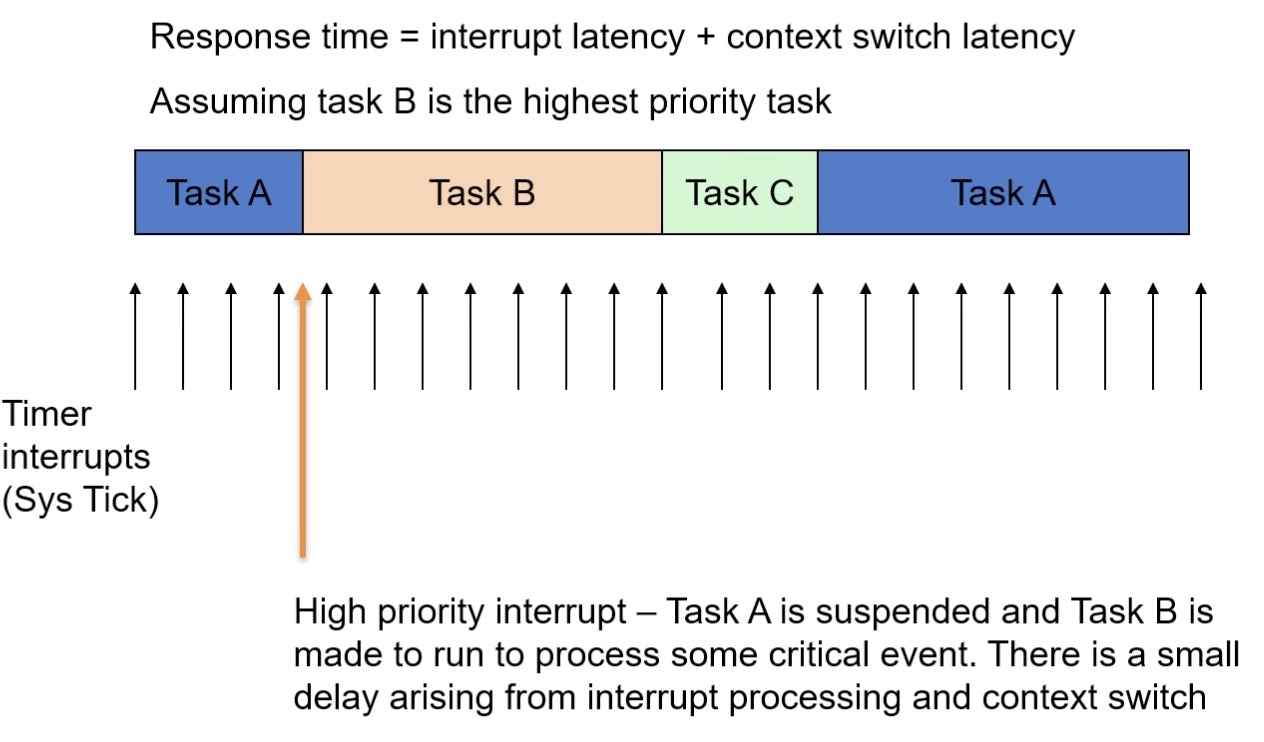 Response time = interrupt latency + context switch latency
Assuming task B is the highest priority task
Task A
Task B
Task C
Task A
Timer
interrupts
(Sys Tick)
High priority interrupt – Task A is suspended and Task B is
made to run to process some critical event. There is a small
delay arising from interrupt processing and context switch